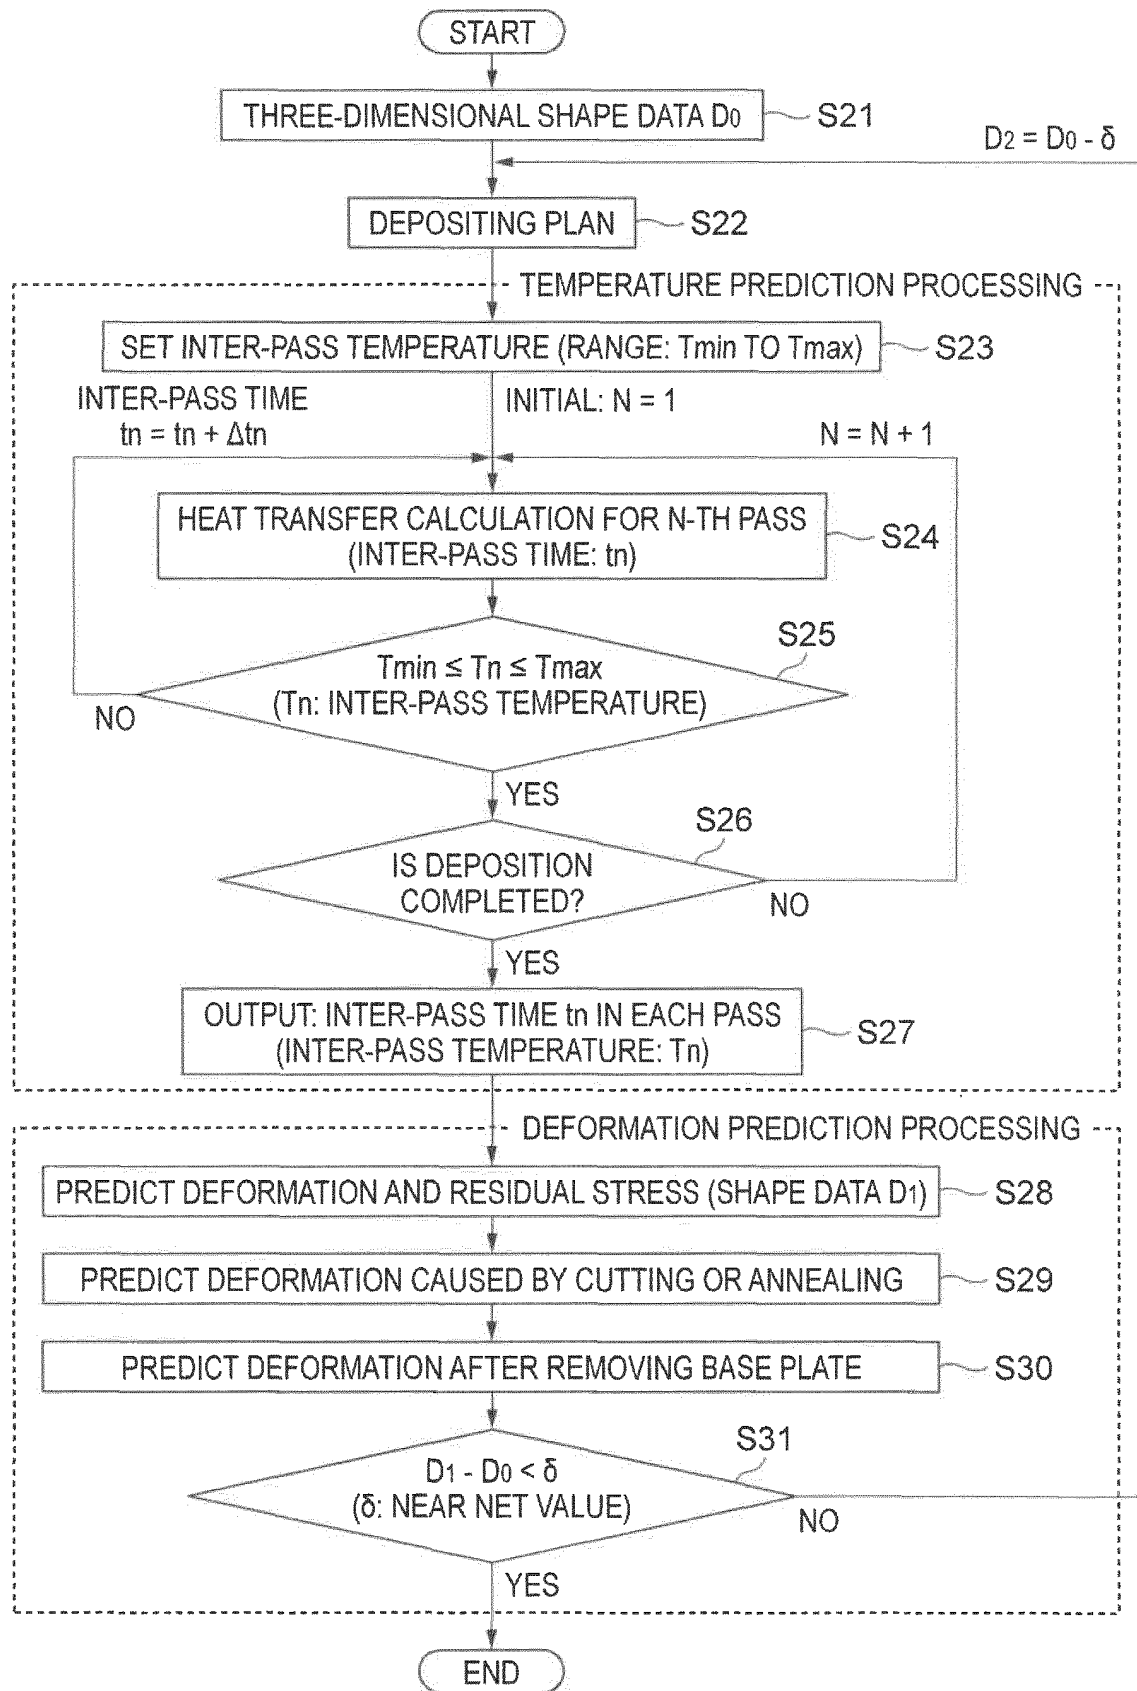 START
THREE-DIMENSIONAL SHAPE DATA D0
S21
D2 = D0 - δ
DEPOSITING PLAN
S22
TEMPERATURE PREDICTION PROCESSING
SET INTER-PASS TEMPERATURE (RANGE: Tmin TO Tmax)
S23
INTER-PASS TIME
tn = tn + Δtn
INITIAL: N = 1
N = N + 1
HEAT TRANSFER CALCULATION FOR N-TH PASS
(INTER-PASS TIME: tn)
S24
S25
Tmin ≤ Tn ≤ Tmax
(Tn: INTER-PASS TEMPERATURE)
NO
YES
S26
IS DEPOSITION
COMPLETED?
NO
YES
OUTPUT: INTER-PASS TIME tn IN EACH PASS
(INTER-PASS TEMPERATURE: Tn)
S27
DEFORMATION PREDICTION PROCESSING
PREDICT DEFORMATION AND RESIDUAL STRESS (SHAPE DATA D1)
S28
PREDICT DEFORMATION CAUSED BY CUTTING OR ANNEALING
S29
PREDICT DEFORMATION AFTER REMOVING BASE PLATE
S30
S31
D1 - D0 < δ
(δ: NEAR NET VALUE)
NO
YES
END